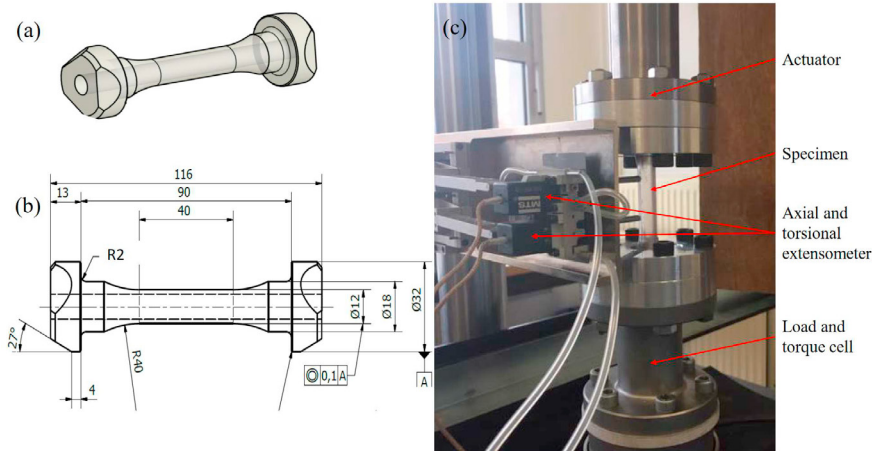 (a)
(b)
116
13
90
40
R2
Ø12
Ø18
Ø32
27°
R40
4
0,1 A
A
(c)
MTS
Actuator
Specimen
Axial and
torsional
extensometer
Load and
torque cell